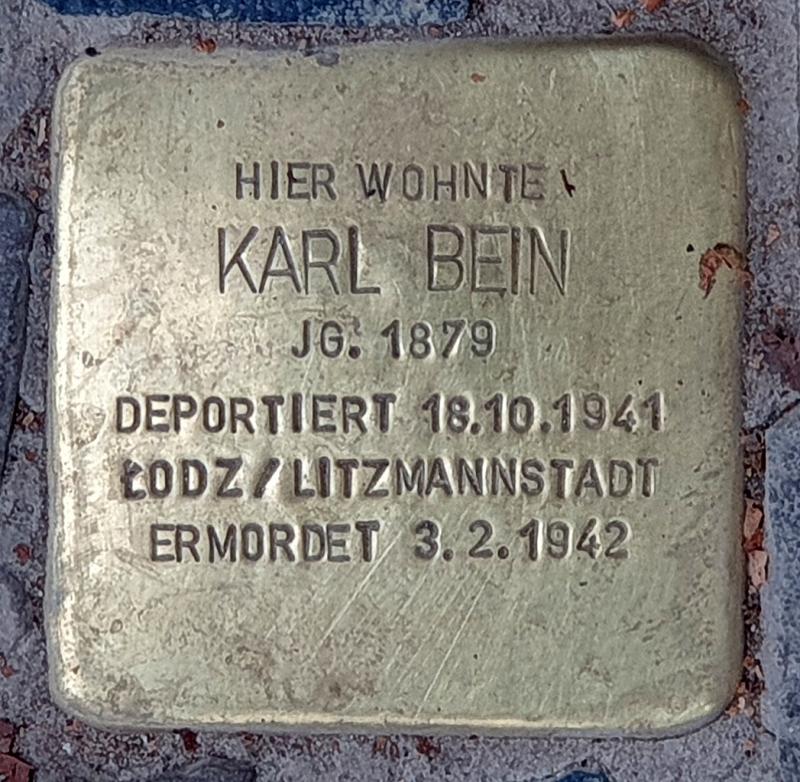 HIER WOHNTE
KARL BEIN
JG. 1879
DEPORTIERT 18.10.1941
ŁODZ/LITZMANNSTADT
ERMORDET 3.2.1942